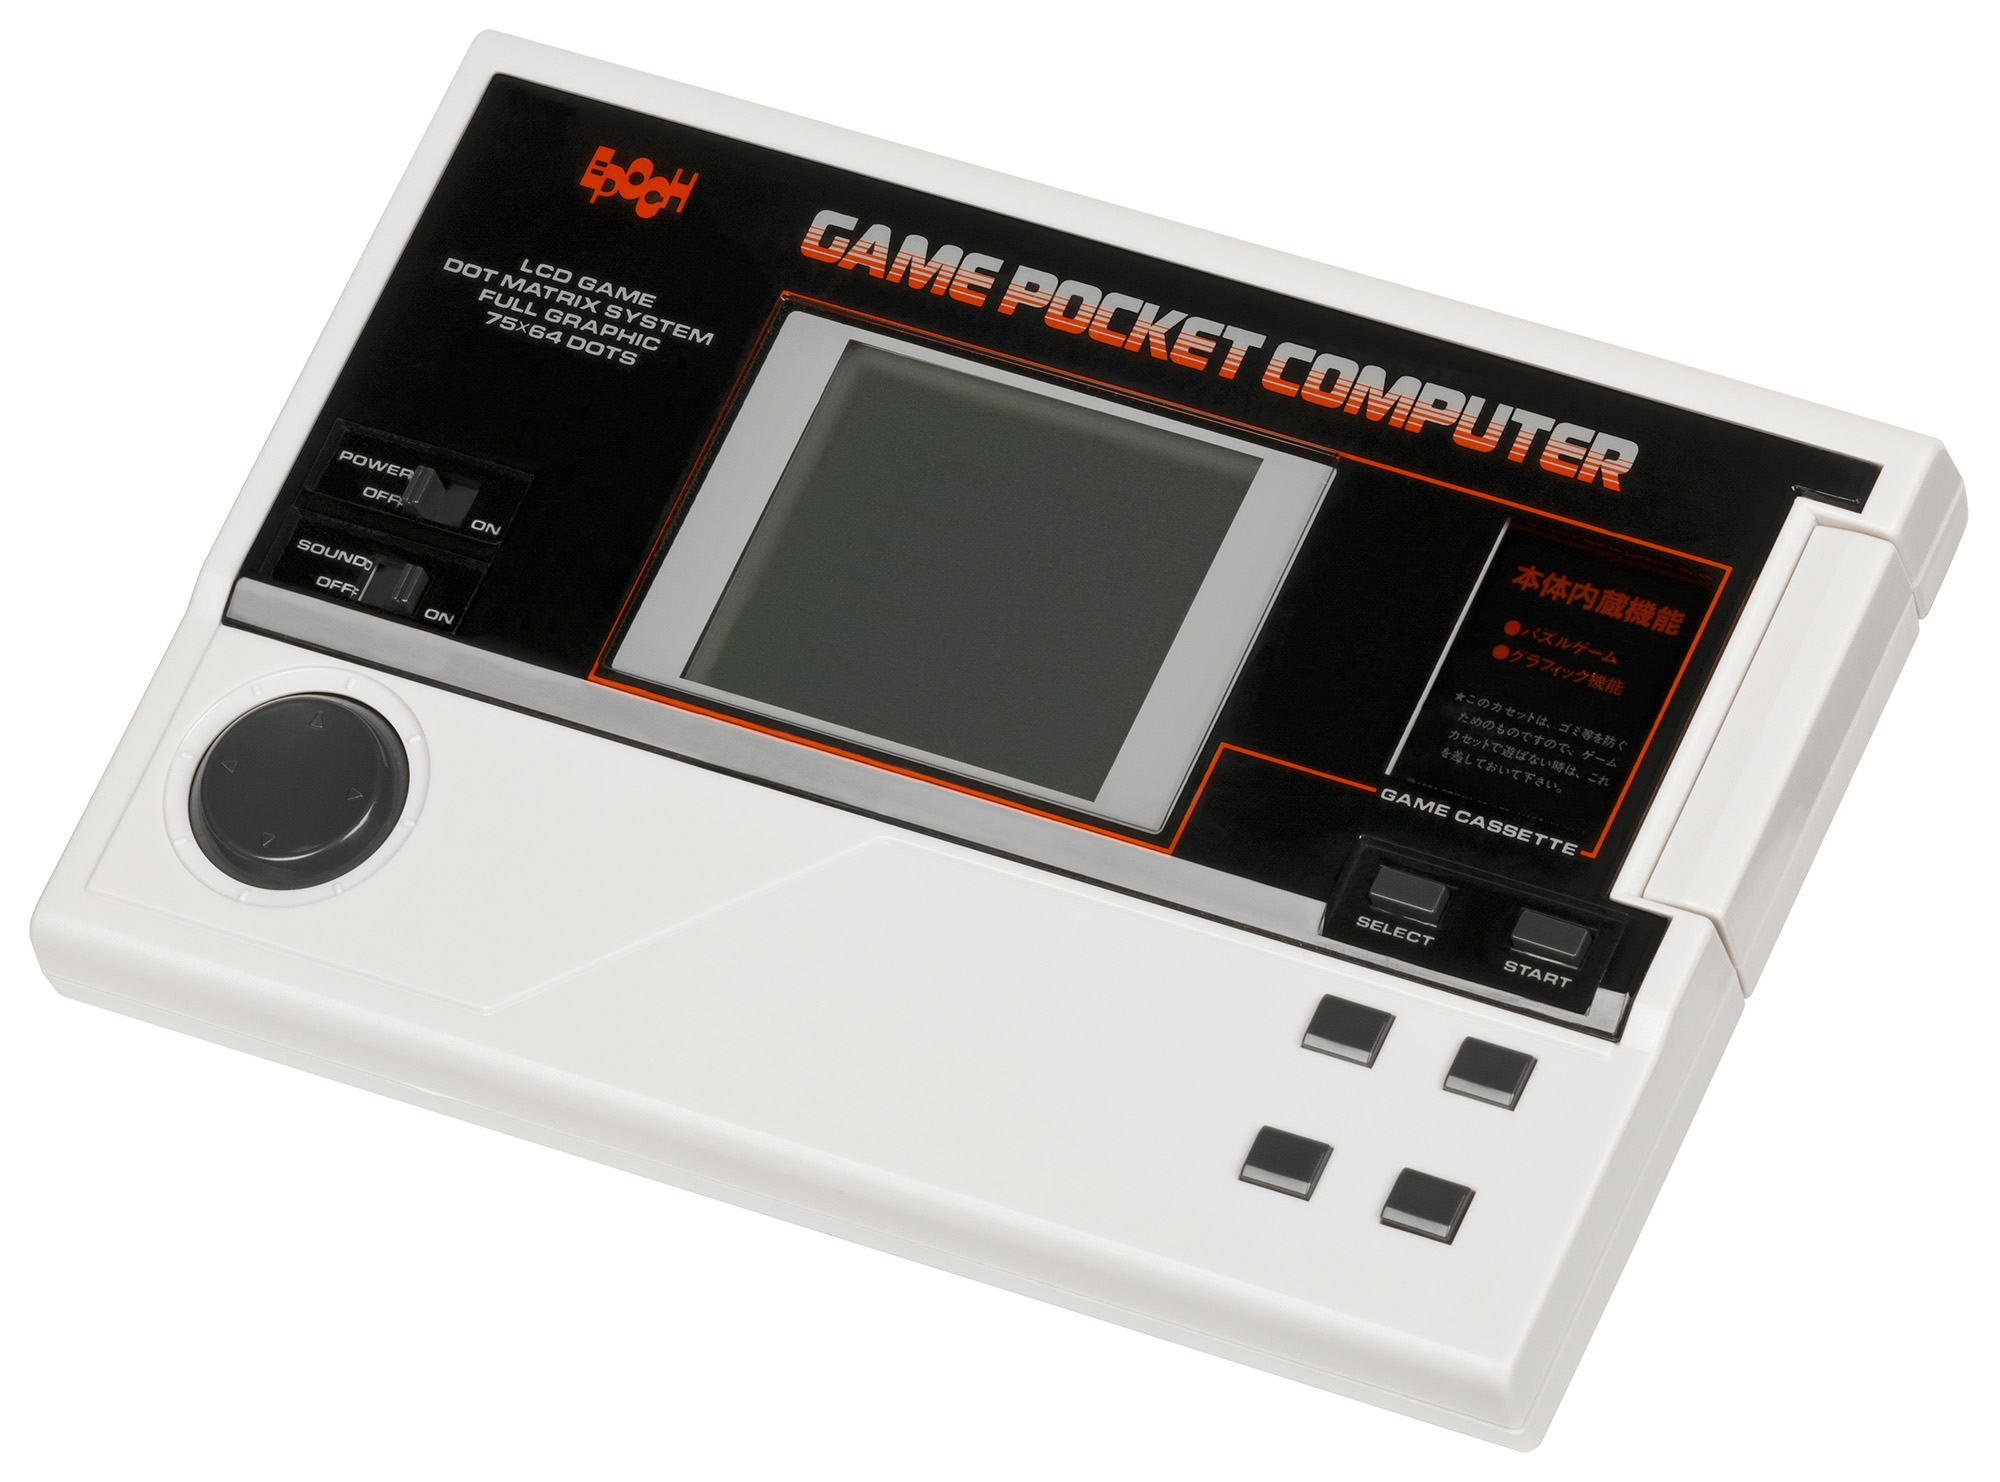 EPOCH
GAME POCKET COMPUTER
LCD GAME
DOT MATRIX SYSTEM
FULL GRAPHIC
75×64 DOTS
POWER
OFF
ON
SOUND
OFF
ON
本体内蔵機能
●パズルゲーム
●グラフィック機能
★このカセットは、ゴミ等を防ぐ
ためのものですので、ゲーム
カセットで遊ばない時は、これ
を差しておいて下さい。
GAME CASSETTE
SELECT
START